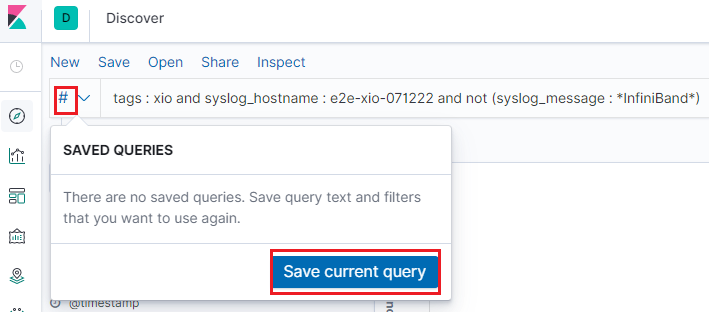 D Discover
New Save Open Share Inspect
# tags : xio and syslog_hostname : e2e-xio-071222 and not (syslog_message : *InfiniBand*)
SAVED QUERIES
There are no saved queries. Save query text and filters
that you want to use again.
Save current query
@timestamp